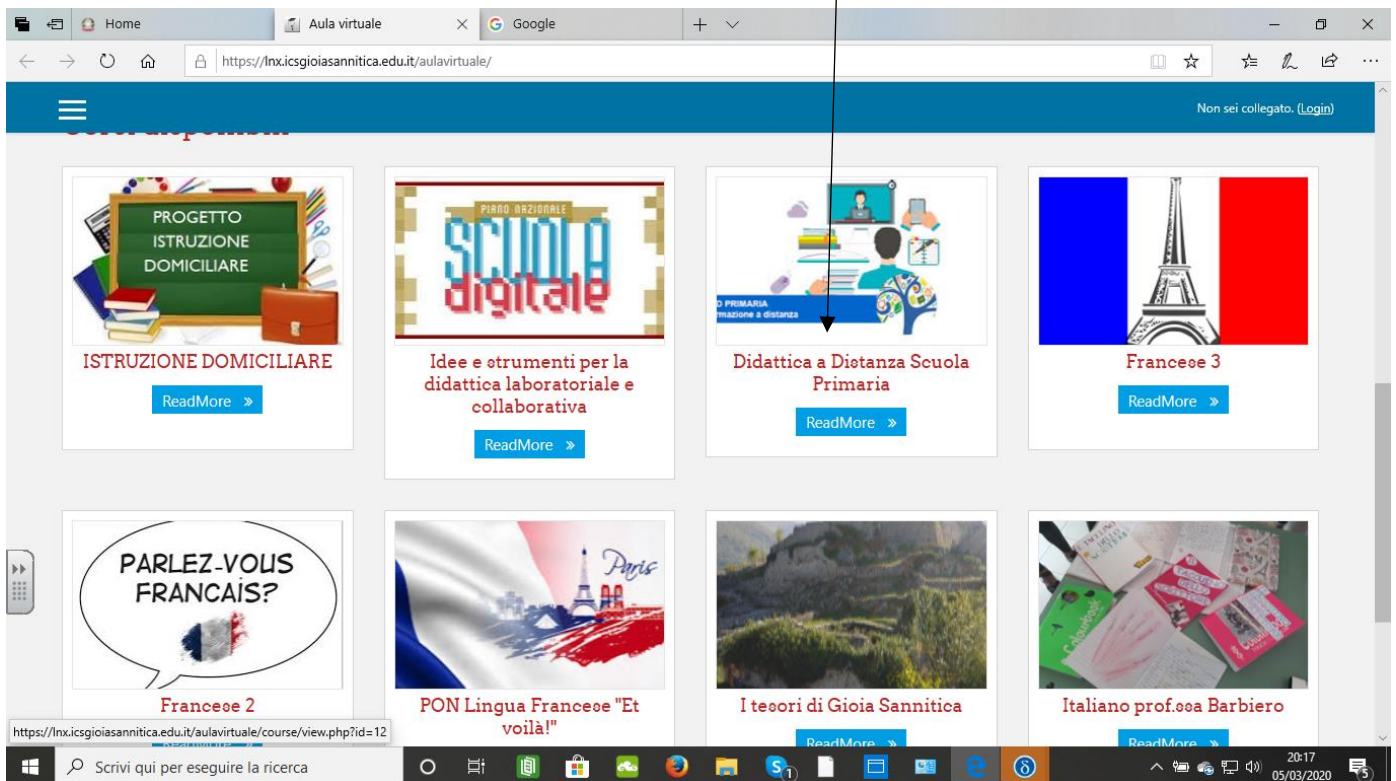 Home
Aula virtuale
Google
https://lnx.icsgioiasannitica.edu.it/aulavirtuale/
Non sei collegato. (Login)
PROGETTO
ISTRUZIONE
DOMICILIARE
ISTRUZIONE DOMICILIARE
ReadMore »
PIANO NAZIONALE
SCUOLA
digitale
Idee e strumenti per la
didattica laboratoriale e
collaborativa
ReadMore »
D PRIMARIA
rmazione a distanza
Didattica a Distanza Scuola
Primaria
ReadMore »
Francese 3
ReadMore »
PARLEZ-VOUS
FRANCAIS?
Francese 2
Paris
PON Lingua Francese "Et
voilà!"
I tesori di Gioia Sannitica
ReadMore »
Italiano prof.ssa Barbiero
ReadMore »
https://lnx.icsgioiasannitica.edu.it/aulavirtuale/course/view.php?id=12
Scrivi qui per eseguire la ricerca
20:17
05/03/2020